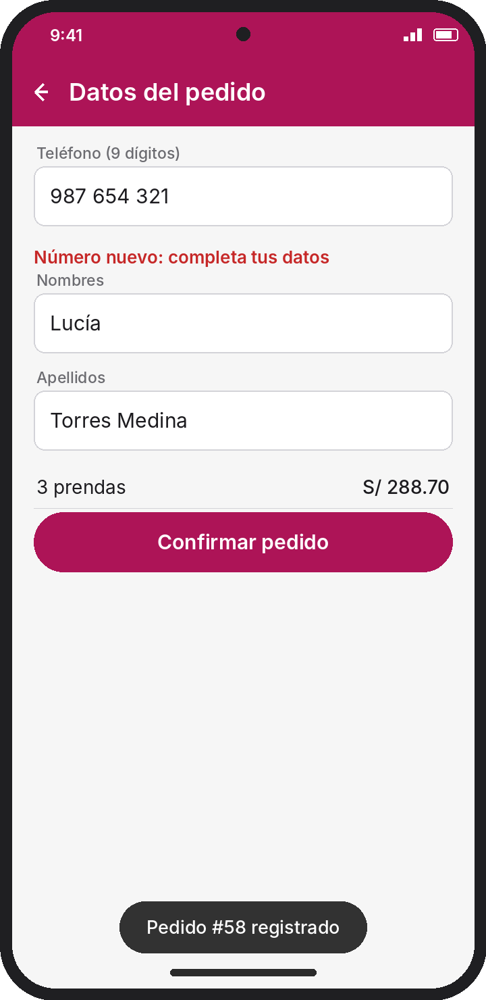 9:41
Datos del pedido
Teléfono (9 dígitos)
987 654 321
Número nuevo: completa tus datos
Nombres
Lucía
Apellidos
Torres Medina
3 prendas S/ 288.70
Confirmar pedido
Pedido #58 registrado